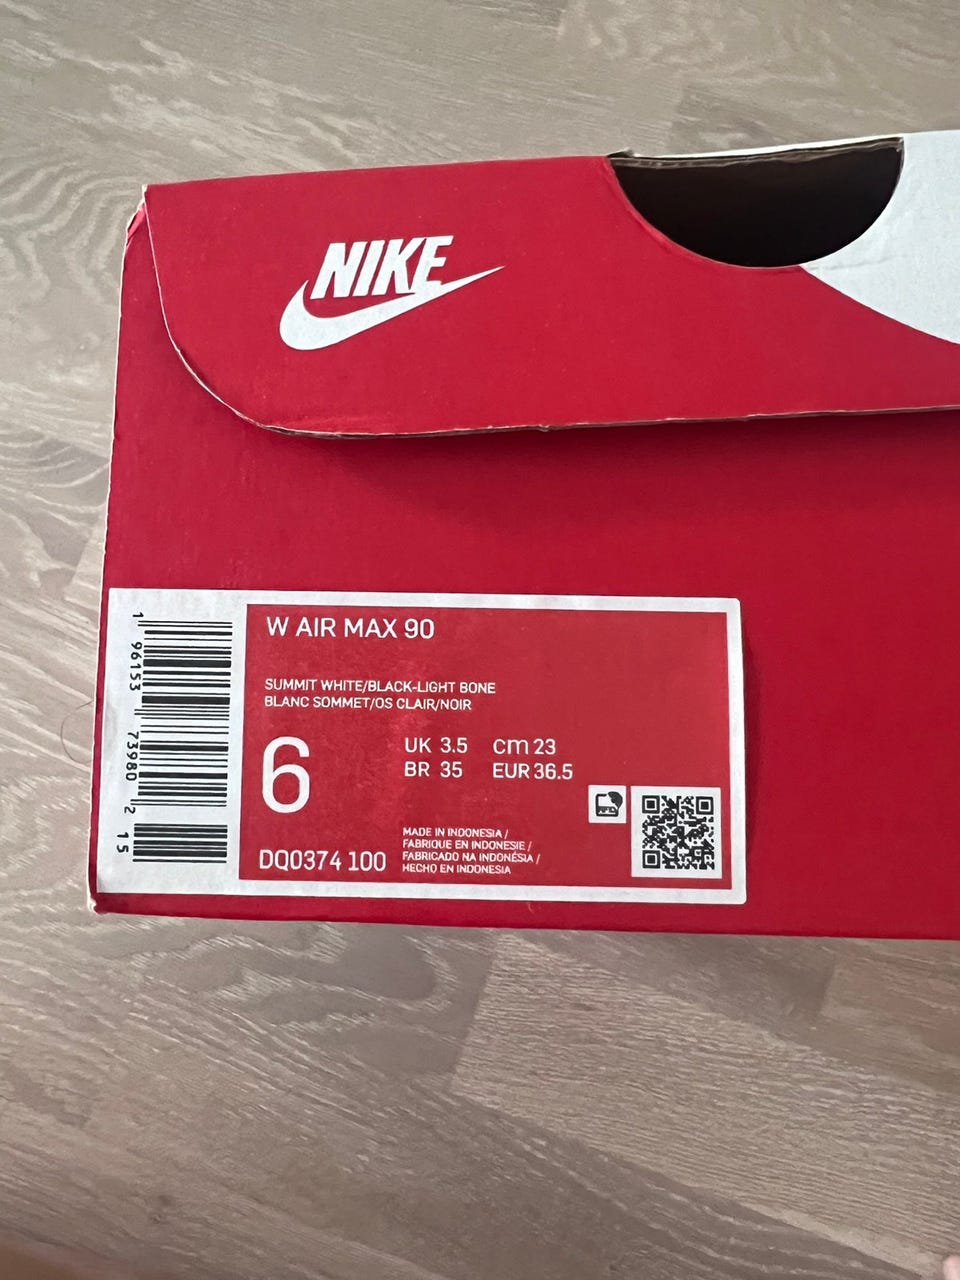 NIKE
W AIR MAX 90
SUMMIT WHITE/BLACK-LIGHT BONE
BLANC SOMMET/OS CLAIR/NOIR
6
UK 3.5 cm 23
BR 35 EUR 36.5
MADE IN INDONESIA /
FABRIQUE EN INDONESIE /
FABRICADO NA INDONÉSIA /
HECHO EN INDONESIA
DQ0374 100
1 96153 73980 2 15